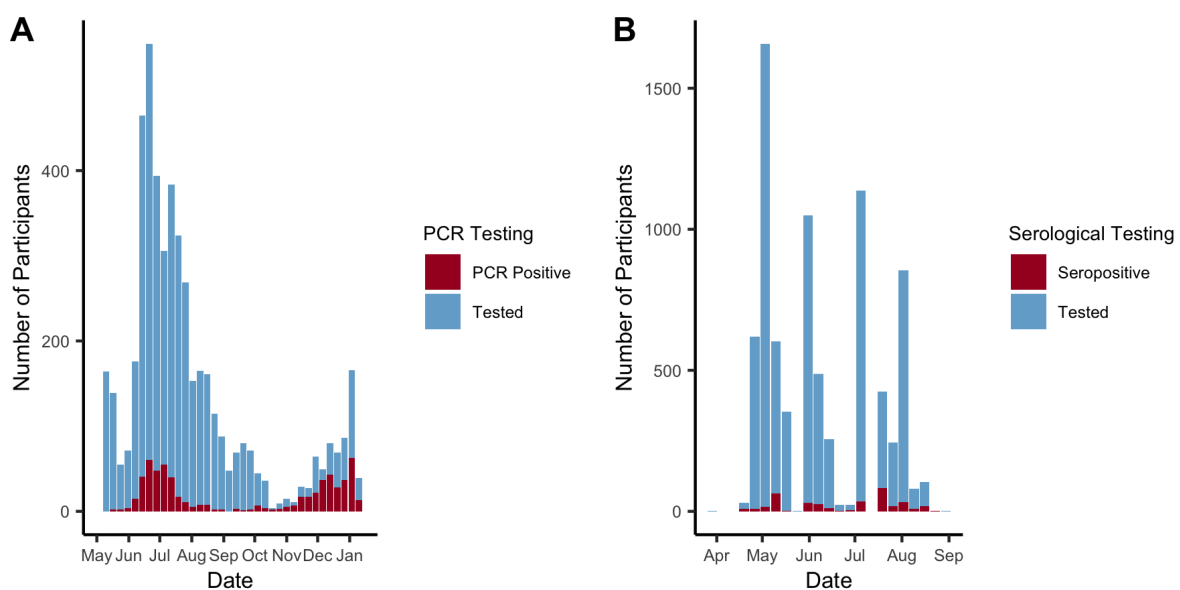 A
Number of Participants
400
200
0
May Jun Jul Aug Sep Oct Nov Dec Jan
Date
PCR Testing
PCR Positive
Tested
B
Number of Participants
1500
1000
500
0
Apr May Jun Jul Aug Sep
Date
Serological Testing
Seropositive
Tested